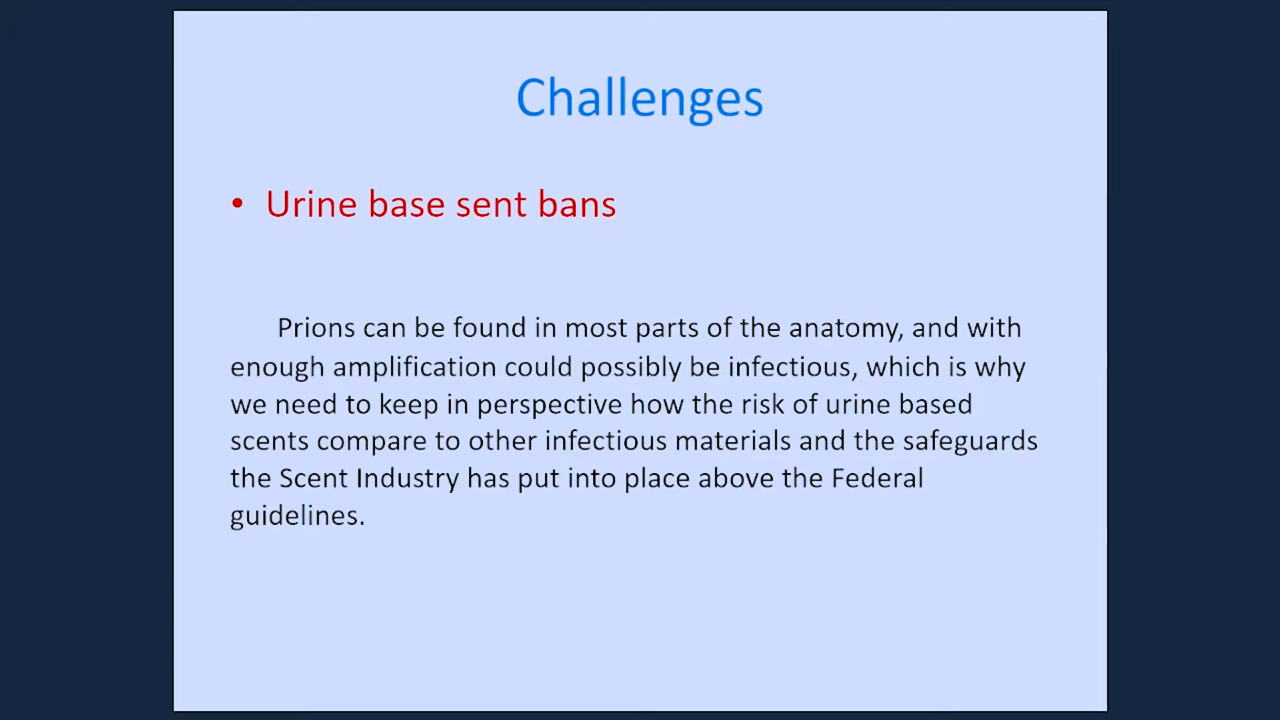 Challenges
• Urine base sent bans
Prions can be found in most parts of the anatomy, and with
enough amplification could possibly be infectious, which is why
we need to keep in perspective how the risk of urine based
scents compare to other infectious materials and the safeguards
the Scent Industry has put into place above the Federal
guidelines.